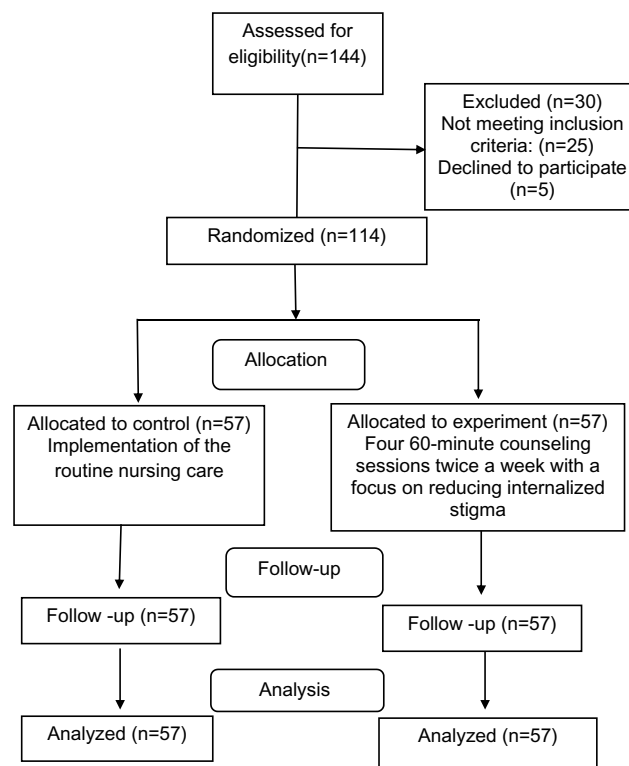 Assessed for
eligibility(n=144)
Excluded (n=30)
Not meeting inclusion
criteria: (n=25)
Declined to participate
(n=5)
Randomized (n=114)
Allocation
Allocated to control (n=57)
Implementation of the
routine nursing care
Allocated to experiment (n=57)
Four 60-minute counseling
sessions twice a week with a
focus on reducing internalized
stigma
Follow-up
Follow -up (n=57)
Follow -up (n=57)
Analysis
Analyzed (n=57)
Analyzed (n=57)